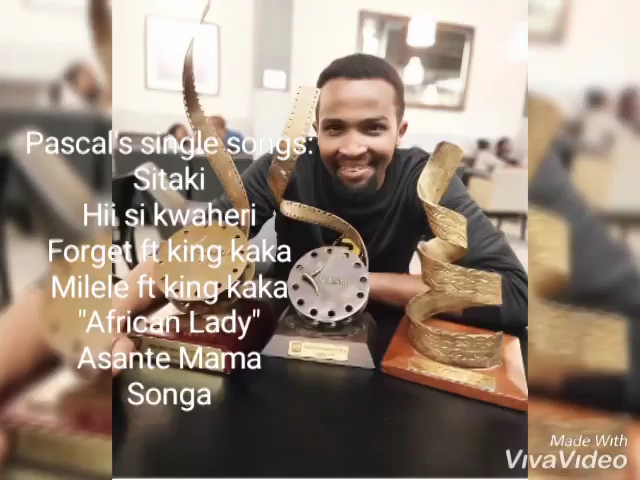 Pascal's single songs:
Sitaki
Hii si kwaheri
Forget ft king kaka
Milele ft king kaka
"African Lady"
Asante Mama
Songa
Made With
VivaVideo